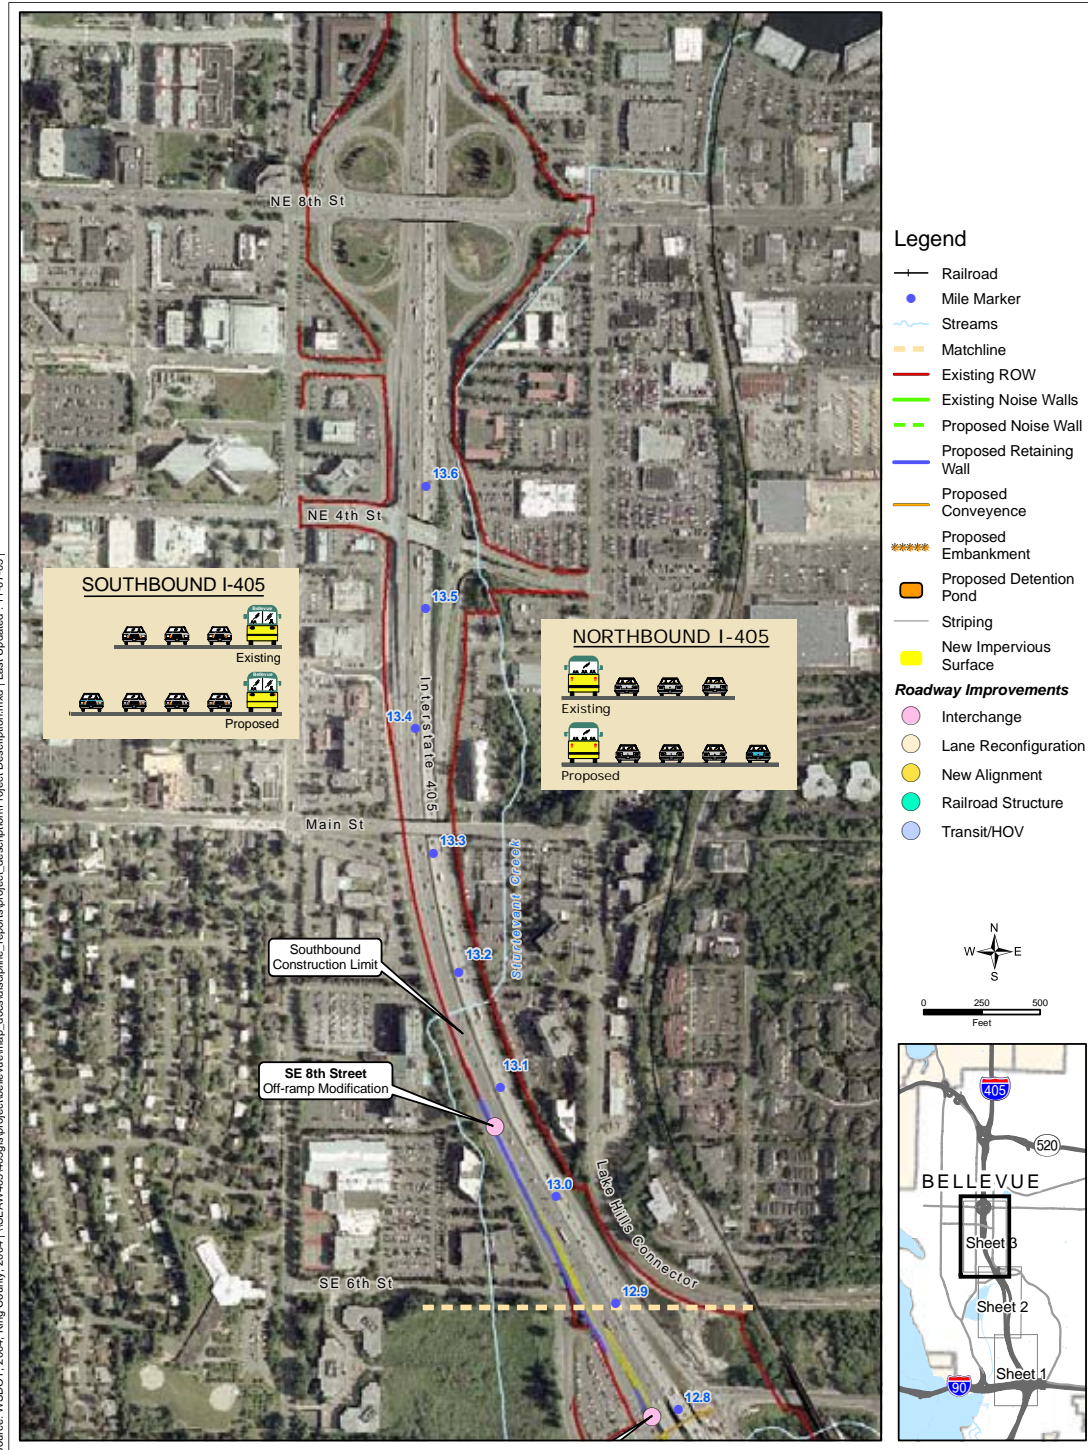 NE 8th St
13.6
NE 4th St
13.5
SOUTHBOUND I-405
Bellevue
Existing
Bellevue
Proposed
NORTHBOUND I-405
Existing
Proposed
Interstate 405
13.4
Main St
13.3
Sturtevant Creek
13.2
Southbound
Construction Limit
13.1
SE 8th Street
Off-ramp Modification
13.0
Lake Hills Connector
SE 6th St
12.9
12.8
Legend
Railroad
Mile Marker
Streams
Matchline
Existing ROW
Existing Noise Walls
Proposed Noise Wall
Proposed Retaining
Wall
Proposed
Conveyence
Proposed
Embankment
Proposed Detention
Pond
Striping
New Impervious
Surface
Roadway Improvements
Interchange
Lane Reconfiguration
New Alignment
Railroad Structure
Transit/HOV
N
W E
S
0 250 500
Feet
405
520
BELLEVUE
Sheet 3
Sheet 2
Sheet 1
90